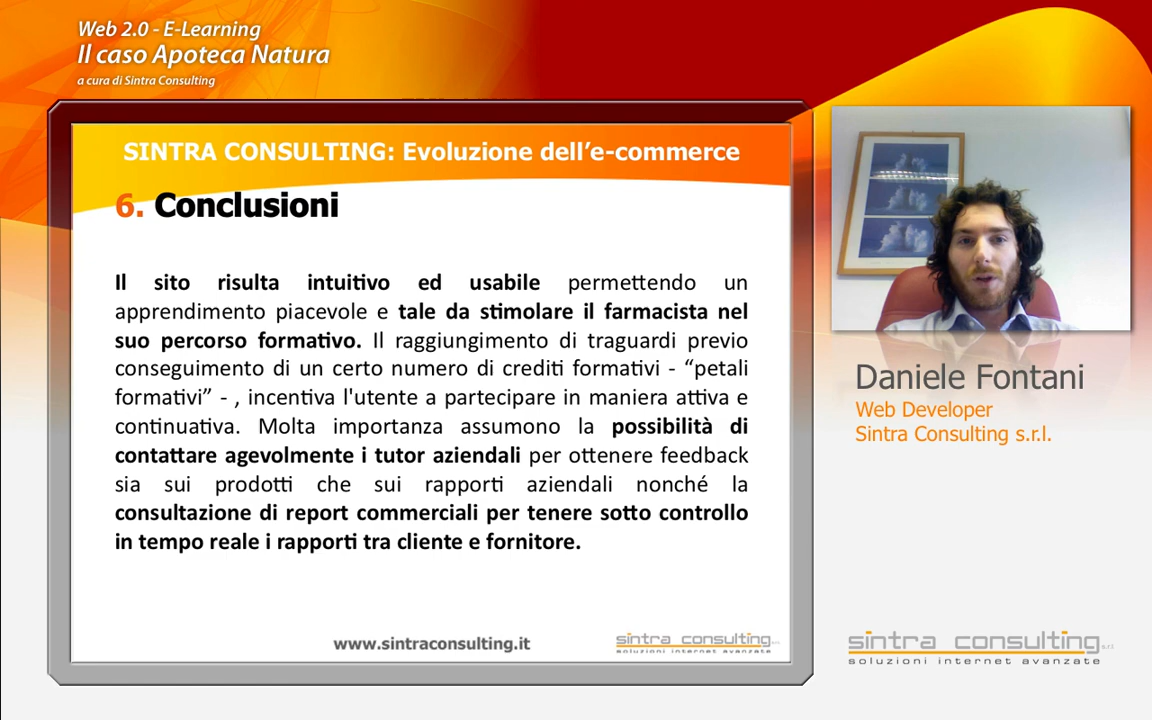 Web 2.0 - E-Learning
Il caso Apoteca Natura
a cura di Sintra Consulting
SINTRA CONSULTING: Evoluzione dell’e-commerce
6. Conclusioni
Il sito risulta intuitivo ed usabile permettendo un
apprendimento piacevole e tale da stimolare il farmacista nel
suo percorso formativo. Il raggiungimento di traguardi previo
conseguimento di un certo numero di crediti formativi - “petali
formativi” - , incentiva l'utente a partecipare in maniera attiva e
continuativa. Molta importanza assumono la possibilità di
contattare agevolmente i tutor aziendali per ottenere feedback
sia sui prodotti che sui rapporti aziendali nonché la
consultazione di report commerciali per tenere sotto controllo
in tempo reale i rapporti tra cliente e fornitore.
www.sintraconsulting.it
sintra consulting
soluzioni internet avanzate
Daniele Fontani
Web Developer
Sintra Consulting s.r.l.
sintra consulting s.r.l.
soluzioni internet avanzate